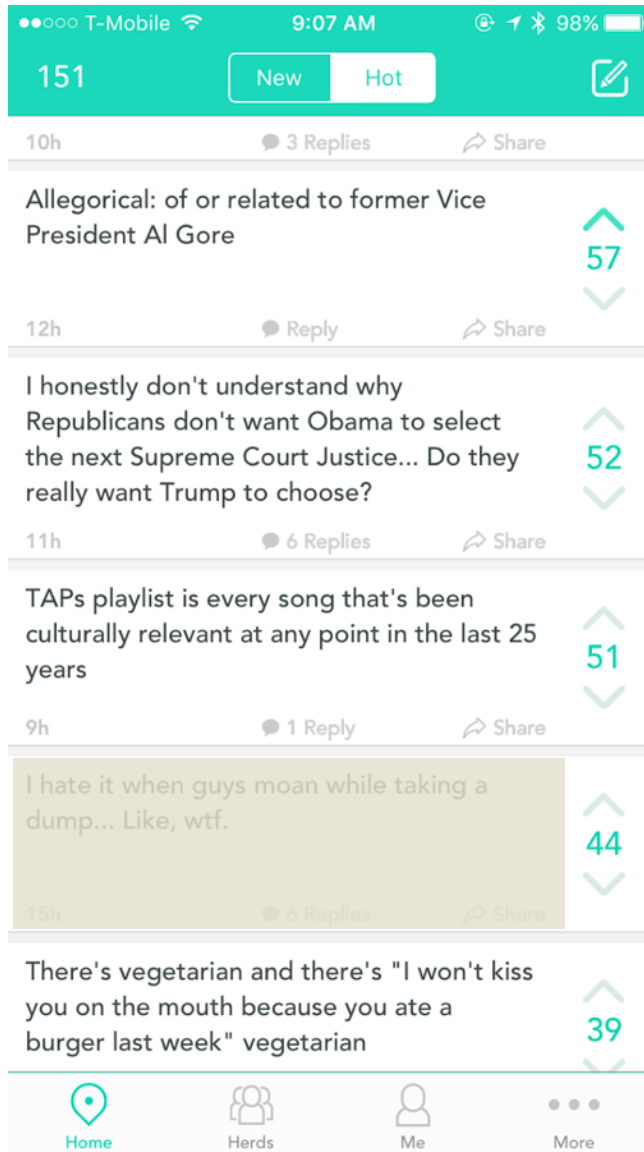 T-Mobile 9:07 AM 98%
151 New Hot
10h 3 Replies Share
Allegorical: of or related to former Vice
President Al Gore
57
12h Reply Share
I honestly don't understand why
Republicans don't want Obama to select
the next Supreme Court Justice... Do they
really want Trump to choose?
52
11h 6 Replies Share
TAPs playlist is every song that's been
culturally relevant at any point in the last 25
years
51
9h 1 Reply Share
I hate it when guys moan while taking a
dump... Like, wtf.
44
15h 6 Replies Share
There's vegetarian and there's "I won't kiss
you on the mouth because you ate a
burger last week" vegetarian
39
Home Herds Me More